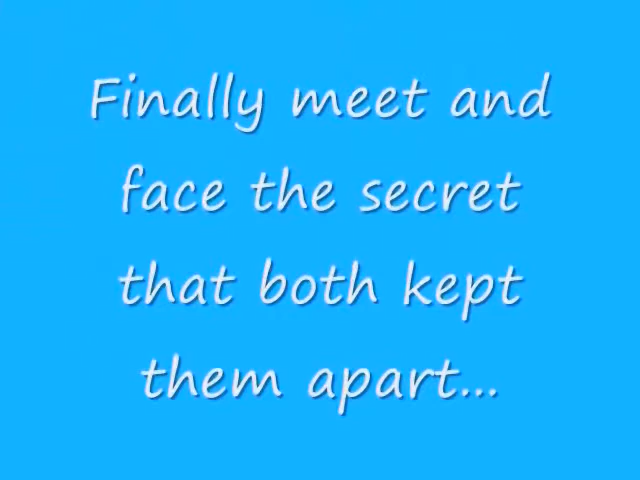 Finally meet and
face the secret
that both kept
them apart...